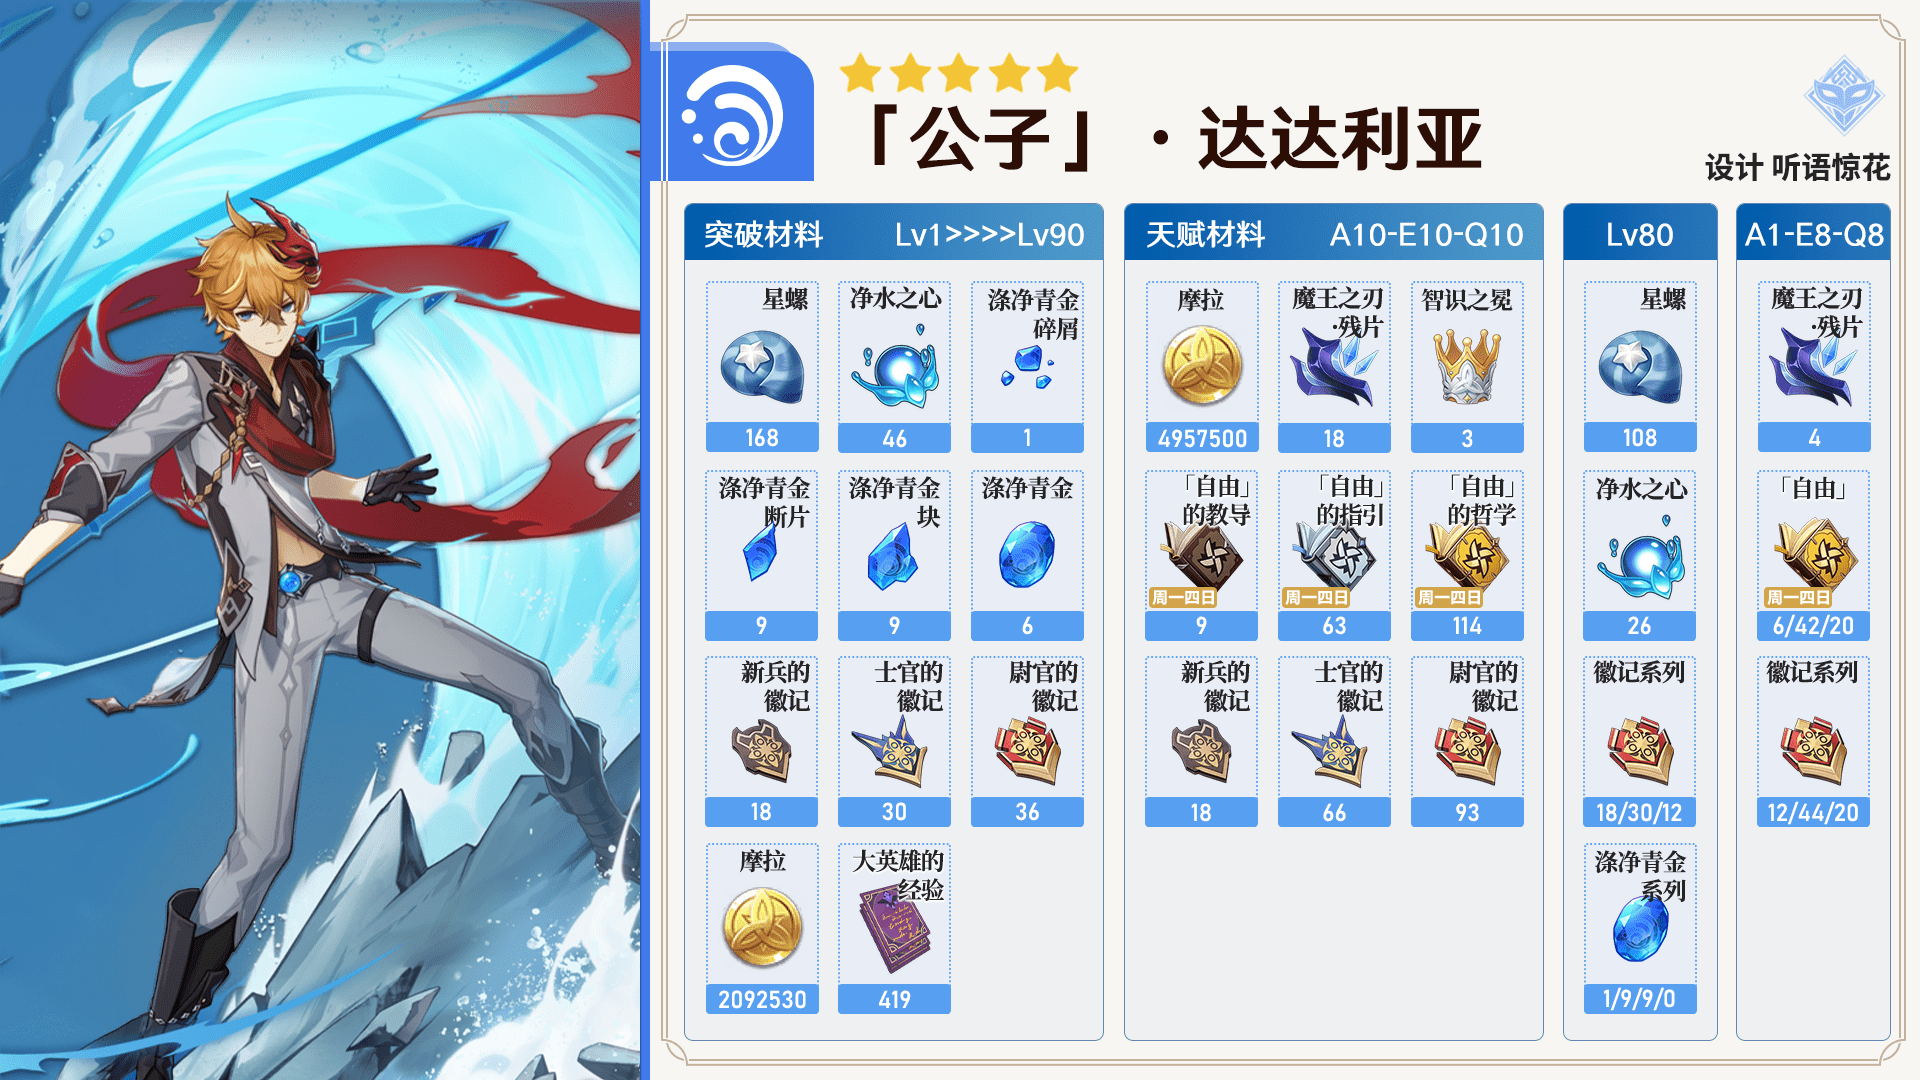 「公子」·达达利亚
设计 听语惊花
突破材料 Lv1>>>>Lv90
星螺
168
净水之心
46
涤净青金
碎屑
1
涤净青金
断片
9
涤净青金
块
9
涤净青金
6
新兵的
徽记
18
士官的
徽记
30
尉官的
徽记
36
摩拉
2092530
大英雄的
经验
419
天赋材料 A10-E10-Q10
摩拉
4957500
魔王之刃
·残片
18
智识之冕
3
「自由」
的教导
周一四日
9
「自由」
的指引
周一四日
63
「自由」
的哲学
周一四日
114
新兵的
徽记
18
士官的
徽记
66
尉官的
徽记
93
Lv80
星螺
108
净水之心
26
徽记系列
18/30/12
涤净青金
系列
1/9/9/0
A1-E8-Q8
魔王之刃
·残片
4
「自由」
周一四日
6/42/20
徽记系列
12/44/20